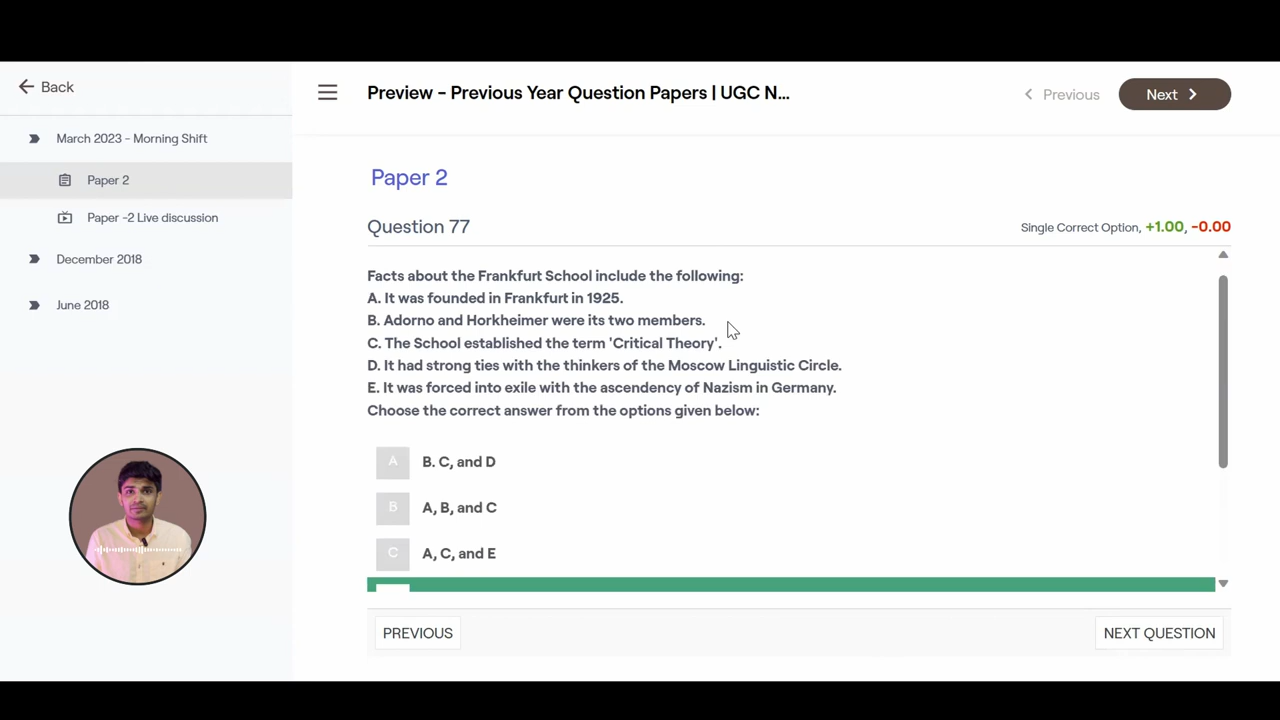 Back
Preview - Previous Year Question Papers | UGC N...
Previous
Next
March 2023 - Morning Shift
Paper 2
Paper -2 Live discussion
December 2018
June 2018
Paper 2
Question 77
Single Correct Option, +1.00, -0.00
Facts about the Frankfurt School include the following:
A. It was founded in Frankfurt in 1925.
B. Adorno and Horkheimer were its two members.
C. The School established the term 'Critical Theory'.
D. It had strong ties with the thinkers of the Moscow Linguistic Circle.
E. It was forced into exile with the ascendency of Nazism in Germany.
Choose the correct answer from the options given below:
A B. C, and D
B A, B, and C
C A, C, and E
PREVIOUS
NEXT QUESTION